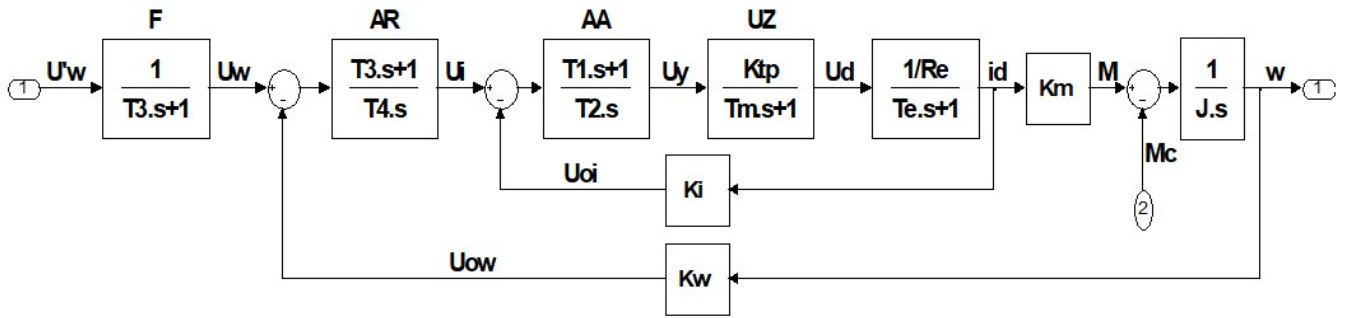 F AR AA UZ
1 U'w 1 T3.s+1 Uw + - T3.s+1 T4.s Ui + - T1.s+1 T2.s Uy Ktp Tm.s+1 Ud 1/Re Te.s+1 id Km M + - 1 J.s w 1
Mc
2
Uoi Ki
Uow Kw